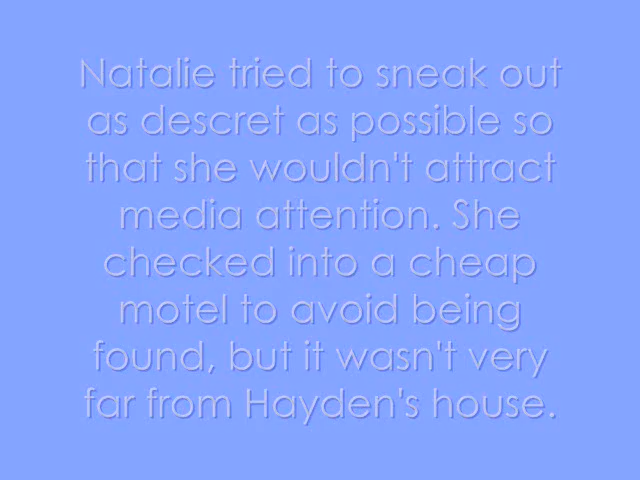 Natalie tried to sneak out
as descret as possible so
that she wouldn't attract
media attention. She
checked into a cheap
motel to avoid being
found, but it wasn't very
far from Hayden's house.